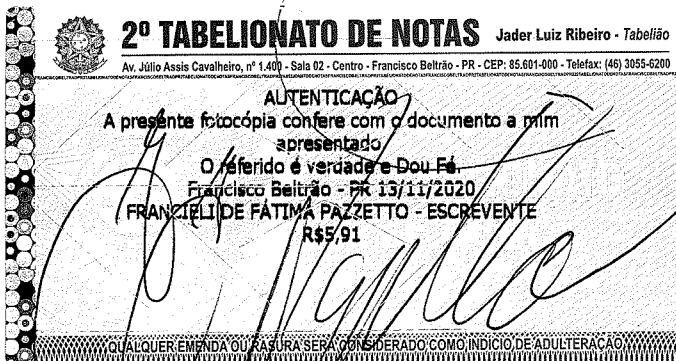 2º TABELIONATO DE NOTAS Jader Luiz Ribeiro - Tabelião
Av. Júlio Assis Cavalheiro, nº 1.400 - Sala 02 - Centro - Francisco Beltrão - PR - CEP: 85.601-000 - Telefax: (46) 3055-6200
AUTENTICAÇÃO
A presente fotocópia confere com o documento a mim
apresentado.
O referido é verdade e Dou Fé.
Francisco Beltrão - PR 13/11/2020
FRANCIELI DE FÁTIMA PAZZETTO - ESCREVENTE
R$5,91
QUALQUER EMENDA OU RASURA SERÁ CONSIDERADO COMO INDÍCIO DE ADULTERAÇÃO